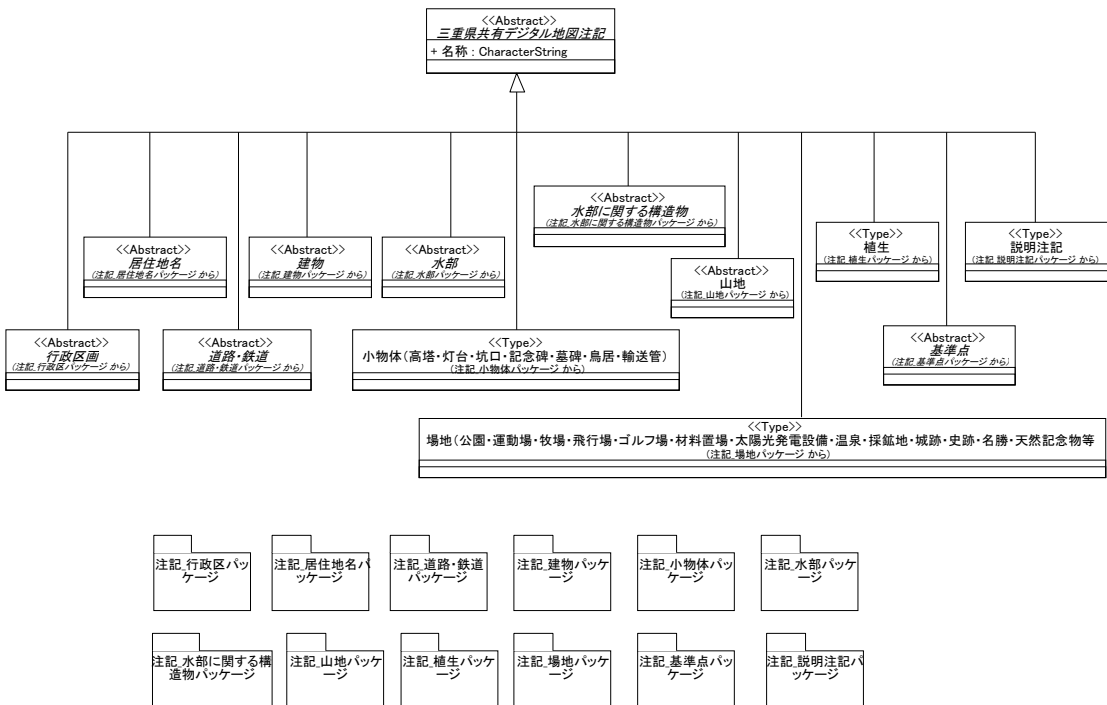 <<Abstract>>
三重県共有デジタル地図注記
+ 名称 : CharacterString
<<Abstract>>
水部に関する構造物
(注記_水部に関する構造物パッケージ から)
<<Abstract>>
居住地名
(注記_居住地名パッケージ から)
<<Abstract>>
建物
(注記_建物パッケージ から)
<<Abstract>>
水部
(注記_水部パッケージ から)
<<Abstract>>
山地
(注記_山地パッケージ から)
<<Type>>
植生
(注記_植生パッケージ から)
<<Type>>
説明注記
(注記_説明注記パッケージ から)
<<Abstract>>
行政区画
(注記_行政区パッケージ から)
<<Abstract>>
道路・鉄道
(注記_道路・鉄道パッケージ から)
<<Type>>
小物体(高塔・灯台・坑口・記念碑・墓碑・鳥居・輸送管)
(注記_小物体パッケージ から)
<<Abstract>>
基準点
(注記_基準点パッケージ から)
<<Type>>
場地(公園・運動場・牧場・飛行場・ゴルフ場・材料置場・太陽光発電設備・温泉・採鉱地・城跡・史跡・名勝・天然記念物等
(注記_場地パッケージ から)
注記_行政区パッ
ケージ
注記_居住地名パ
ッケージ
注記_道路・鉄道
パッケージ
注記_建物パッケ
ージ
注記_小物体パッ
ケージ
注記_水部パッケ
ージ
注記_水部に関する構
造物パッケージ
注記_山地パッケ
ージ
注記_植生パッケ
ージ
注記_場地パッケ
ージ
注記_基準点パッ
ケージ
注記_説明注記パ
ッケージ